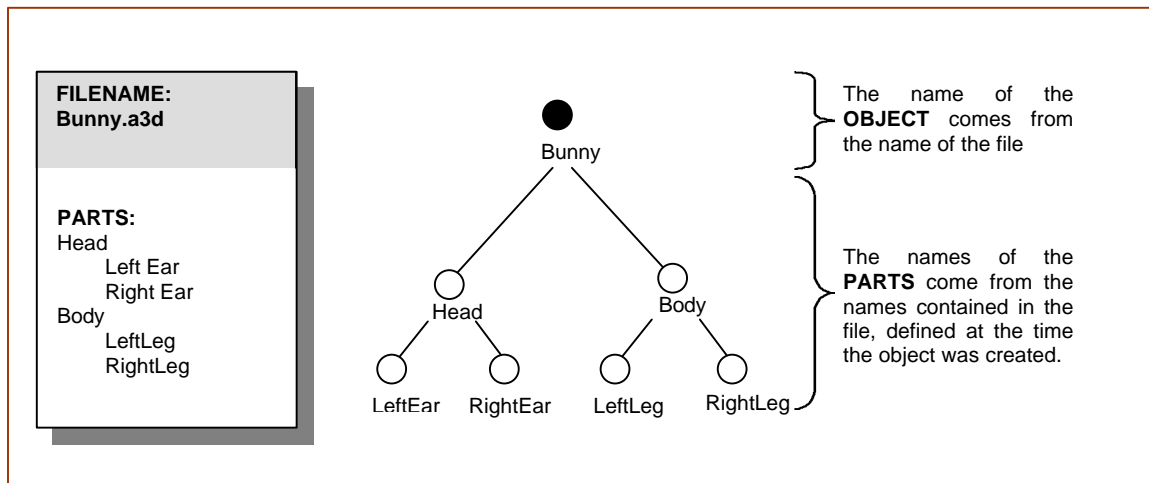 FILENAME:
Bunny.a3d
PARTS:
Head
Left Ear
Right Ear
Body
LeftLeg
RightLeg
Bunny
Head
Body
LeftEar
RightEar
LeftLeg
RightLeg
The name of the
OBJECT comes from
the name of the file
The names of the
PARTS come from the
names contained in the
file, defined at the time
the object was created.